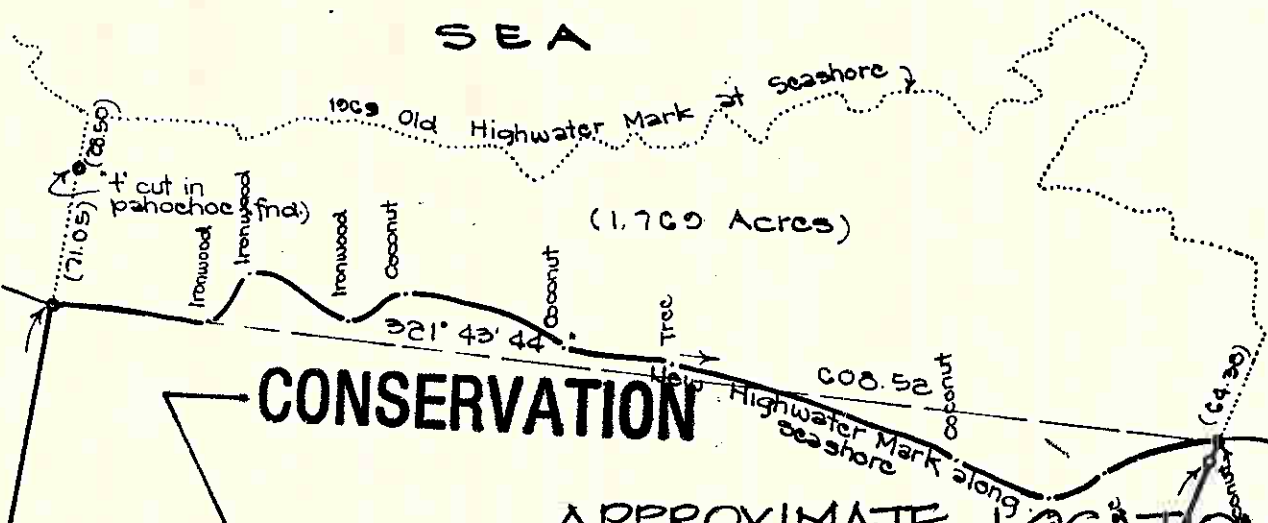 SEA
1969 Old Highwater Mark at Seashore
(28.50)
"+" cut in
pahoehoe (fnd.)
(71.05)
Ironwood
Ironwood
Ironwood
Coconut
Coconut
Tree
Coconut
(1.769 Acres)
321° 43' 44"
608.52
(64.30)
CONSERVATION
New Highwater Mark along
seashore
APPROXIMATE